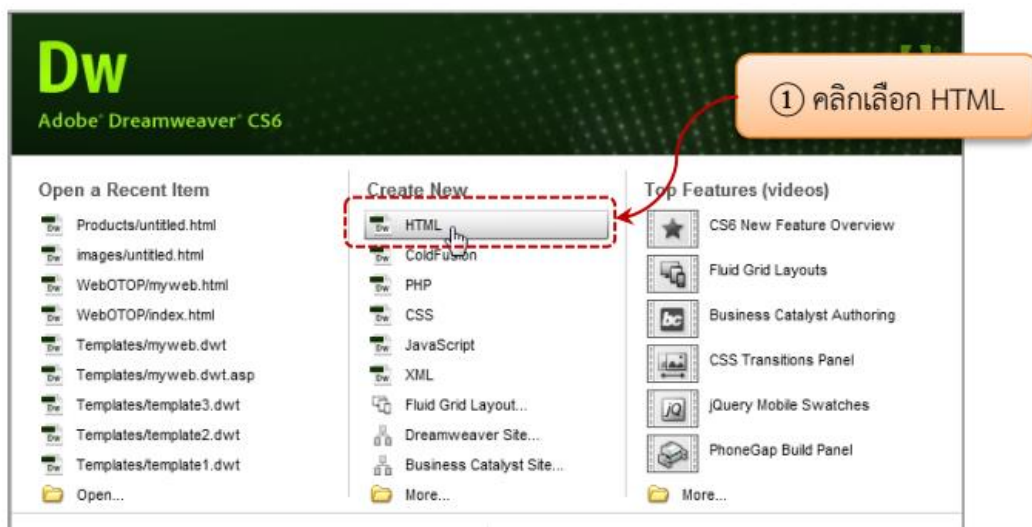 Dw
Adobe® Dreamweaver® CS6
① คลิกเลือก HTML
Open a Recent Item
Products/untitled.html
images/untitled.html
WebOTOP/myweb.html
WebOTOP/index.html
Templates/myweb.dwt
Templates/myweb.dwt.asp
Templates/template3.dwt
Templates/template2.dwt
Templates/template1.dwt
Open...
Create New
HTML
ColdFusion
PHP
CSS
JavaScript
XML
Fluid Grid Layout...
Dreamweaver Site...
Business Catalyst Site...
More...
Top Features (videos)
CS6 New Feature Overview
Fluid Grid Layouts
Business Catalyst Authoring
CSS Transitions Panel
jQuery Mobile Swatches
PhoneGap Build Panel
More...